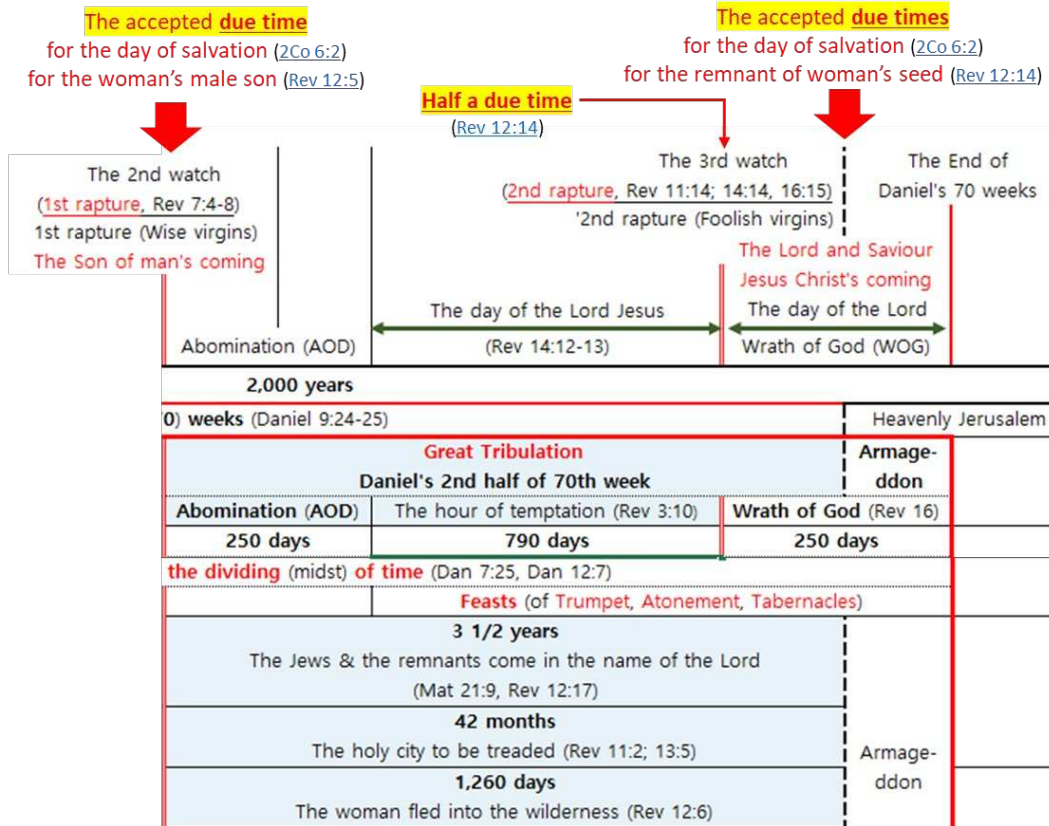 The accepted due time
for the day of salvation (2Co 6:2)
for the woman's male son (Rev 12:5)
The accepted due times
for the day of salvation (2Co 6:2)
for the remnant of woman's seed (Rev 12:14)
Half a due time
(Rev 12:14)
The 2nd watch
(1st rapture, Rev 7:4-8)
1st rapture (Wise virgins)
The Son of man's coming
The 3rd watch
(2nd rapture, Rev 11:14; 14:14, 16:15)
'2nd rapture (Foolish virgins)
The End of
Daniel's 70 weeks
The Lord and Saviour
Jesus Christ's coming
Abomination (AOD)
The day of the Lord Jesus
(Rev 14:12-13)
The day of the Lord
Wrath of God (WOG)
2,000 years
0) weeks (Daniel 9:24-25)
Heavenly Jerusalem
Great Tribulation
Daniel's 2nd half of 70th week
Armage-
ddon
Abomination (AOD)
The hour of temptation (Rev 3:10)
Wrath of God (Rev 16)
250 days
790 days
250 days
the dividing (midst) of time (Dan 7:25, Dan 12:7)
Feasts (of Trumpet, Atonement, Tabernacles)
3 1/2 years
The Jews & the remnants come in the name of the Lord
(Mat 21:9, Rev 12:17)
42 months
The holy city to be treaded (Rev 11:2; 13:5)
1,260 days
The woman fled into the wilderness (Rev 12:6)
Armage-
ddon